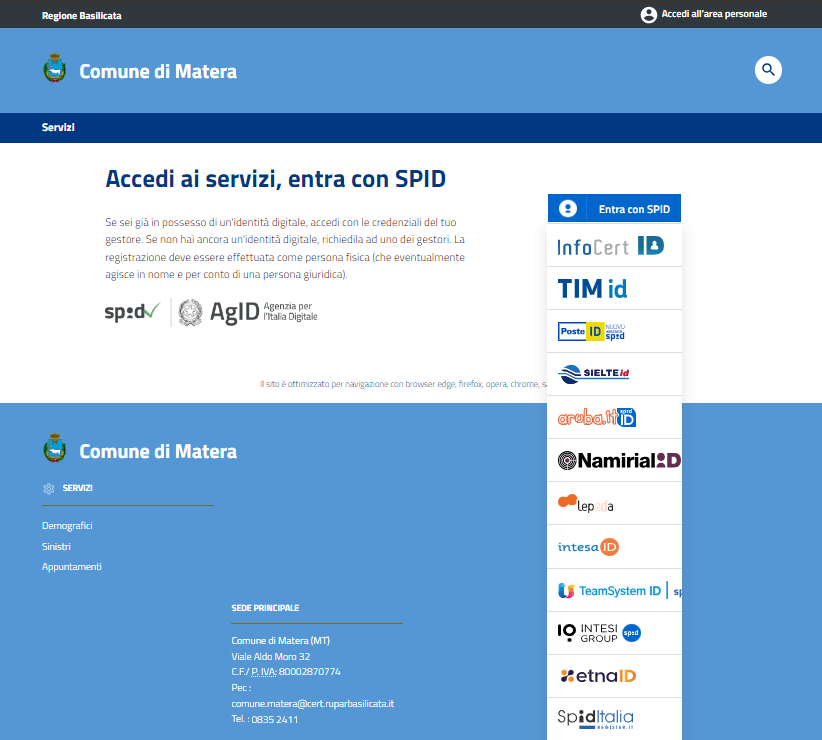 Regione Basilicata
Accedi all'area personale
Comune di Matera
Servizi
Accedi ai servizi, entra con SPID
Se sei già in possesso di un'identità digitale, accedi con le credenziali del tuo
gestore. Se non hai ancora un'identità digitale, richiedila ad uno dei gestori. La
registrazione deve essere effettuata come persona fisica (che eventualmente
agisce in nome e per conto di una persona giuridica).
spid
AgID Agenzia per
l'Italia Digitale
Entra con SPID
InfoCert ID
TIM id
Poste ID NUOVO
spid
SIELTE id
aruba.it spid
ID
Namirial ID
lepida
intesa ID
TeamSystem ID | sp
IO INTESI
GROUP spid
etnaID
SpidItalia
REGISTER.IT
Il sito è ottimizzato per navigazione con browser edge, firefox, opera, chrome,
Comune di Matera
SERVIZI
Demografici
Sinistri
Appuntamenti
SEDE PRINCIPALE
Comune di Matera (MT)
Viale Aldo Moro 32
C.F./ P. IVA: 80002870774
Pec :
comune.matera@cert.ruparbasilicata.it
Tel. : 0835 2411